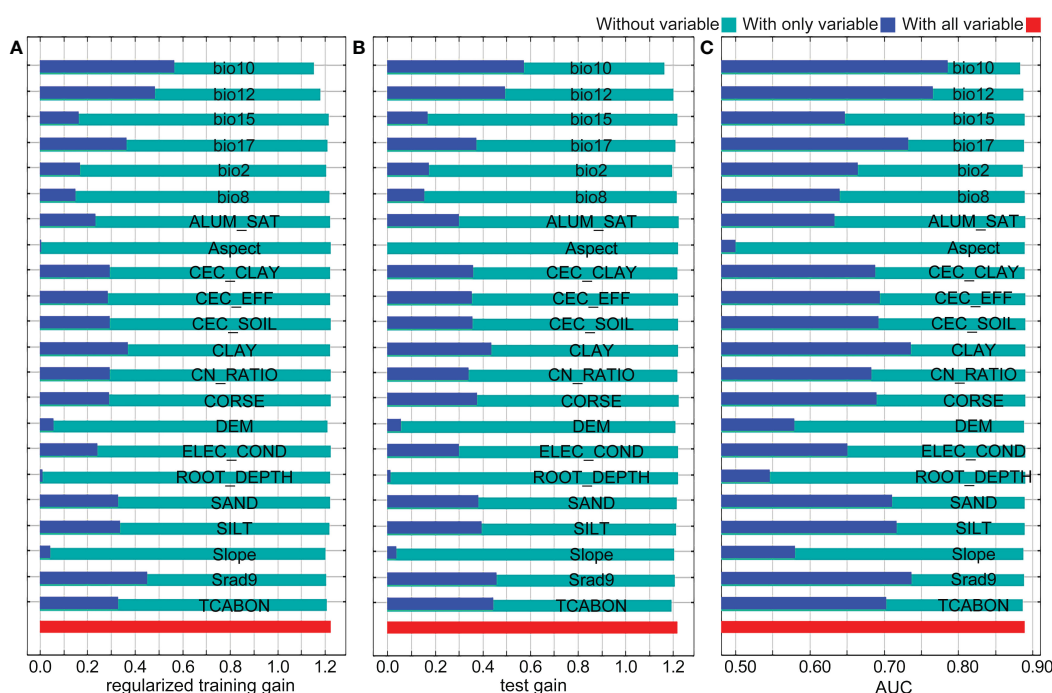 Without variable With only variable With all variable
A
bio10
bio12
bio15
bio17
bio2
bio8
ALUM_SAT
Aspect
CEC_CLAY
CEC_EFF
CEC_SOIL
CLAY
CN_RATIO
CORSE
DEM
ELEC_COND
ROOT_DEPTH
SAND
SILT
Slope
Srad9
TCABON
0.0 0.2 0.4 0.6 0.8 1.0 1.2
regularized training gain
B
bio10
bio12
bio15
bio17
bio2
bio8
ALUM_SAT
Aspect
CEC_CLAY
CEC_EFF
CEC_SOIL
CLAY
CN_RATIO
CORSE
DEM
ELEC_COND
ROOT_DEPTH
SAND
SILT
Slope
Srad9
TCABON
0.0 0.2 0.4 0.6 0.8 1.0 1.2
test gain
C
bio10
bio12
bio15
bio17
bio2
bio8
ALUM_SAT
Aspect
CEC_CLAY
CEC_EFF
CEC_SOIL
CLAY
CN_RATIO
CORSE
DEM
ELEC_COND
ROOT_DEPTH
SAND
SILT
Slope
Srad9
TCABON
0.50 0.60 0.70 0.80 0.90
AUC